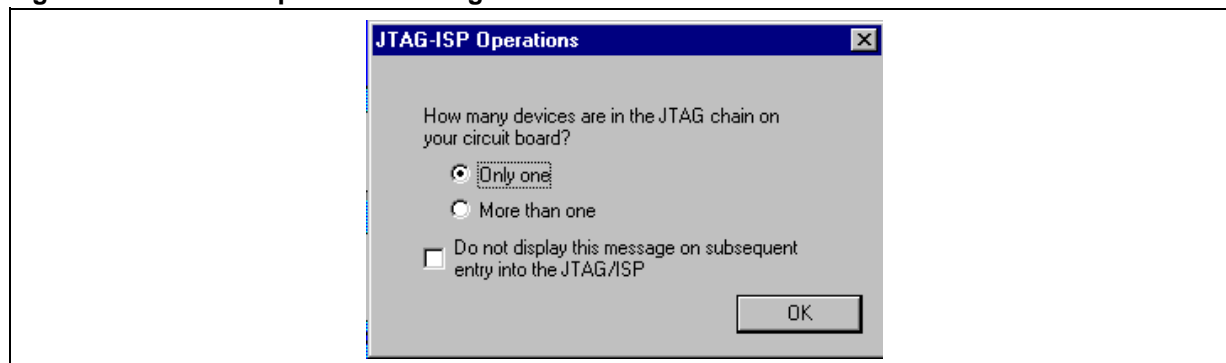 JTAG-ISP Operations
How many devices are in the JTAG chain on
your circuit board?
Only one
More than one
Do not display this message on subsequent
entry into the JTAG/ISP
OK